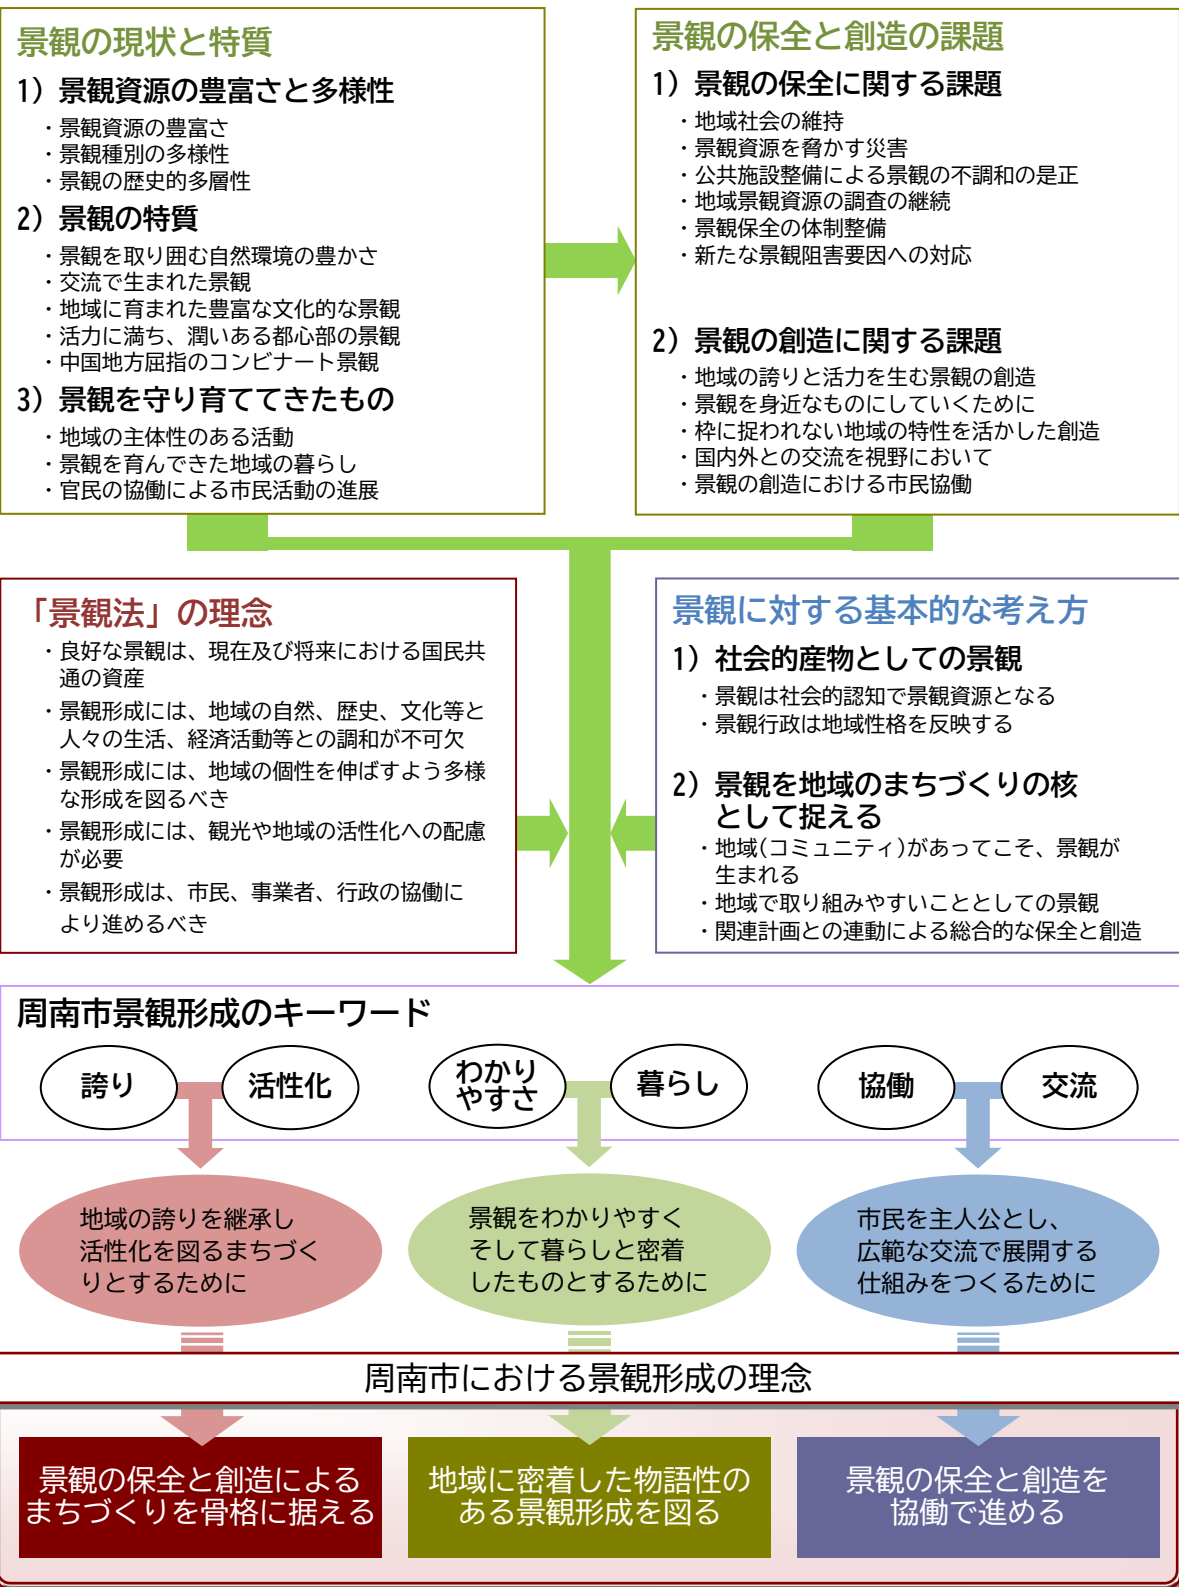 景観の現状と特質
1）景観資源の豊富さと多様性
・景観資源の豊富さ
・景観種別の多様性
・景観の歴史的多層性
2）景観の特質
・景観を取り囲む自然環境の豊かさ
・交流で生まれた景観
・地域に育まれた豊富な文化的な景観
・活力に満ち、潤いある都心部の景観
・中国地方屈指のコンビナート景観
3）景観を守り育ててきたもの
・地域の主体性のある活動
・景観を育んできた地域の暮らし
・官民の協働による市民活動の進展
景観の保全と創造の課題
1）景観の保全に関する課題
・地域社会の維持
・景観資源を脅かす災害
・公共施設整備による景観の不調和の是正
・地域景観資源の調査の継続
・景観保全の体制整備
・新たな景観阻害要因への対応
2）景観の創造に関する課題
・地域の誇りと活力を生む景観の創造
・景観を身近なものにしていくために
・枠に捉われない地域の特性を活かした創造
・国内外との交流を視野において
・景観の創造における市民協働
「景観法」の理念
・良好な景観は、現在及び将来における国民共
通の資産
・景観形成には、地域の自然、歴史、文化等と
人々の生活、経済活動等との調和が不可欠
・景観形成には、地域の個性を伸ばすよう多様
な形成を図るべき
・景観形成には、観光や地域の活性化への配慮
が必要
・景観形成は、市民、事業者、行政の協働に
より進めるべき
景観に対する基本的な考え方
1）社会的産物としての景観
・景観は社会的認知で景観資源となる
・景観行政は地域性格を反映する
2）景観を地域のまちづくりの核
として捉える
・地域(コミュニティ)があってこそ、景観が
生まれる
・地域で取り組みやすいこととしての景観
・関連計画との連動による総合的な保全と創造
周南市景観形成のキーワード
誇り
活性化
わかり
やすさ
暮らし
協働
交流
地域の誇りを継承し
活性化を図るまちづく
りとするために
景観をわかりやすく
そして暮らしと密着
したものとするために
市民を主人公とし、
広範な交流で展開する
仕組みをつくるために
周南市における景観形成の理念
景観の保全と創造による
まちづくりを骨格に据える
地域に密着した物語性の
ある景観形成を図る
景観の保全と創造を
協働で進める